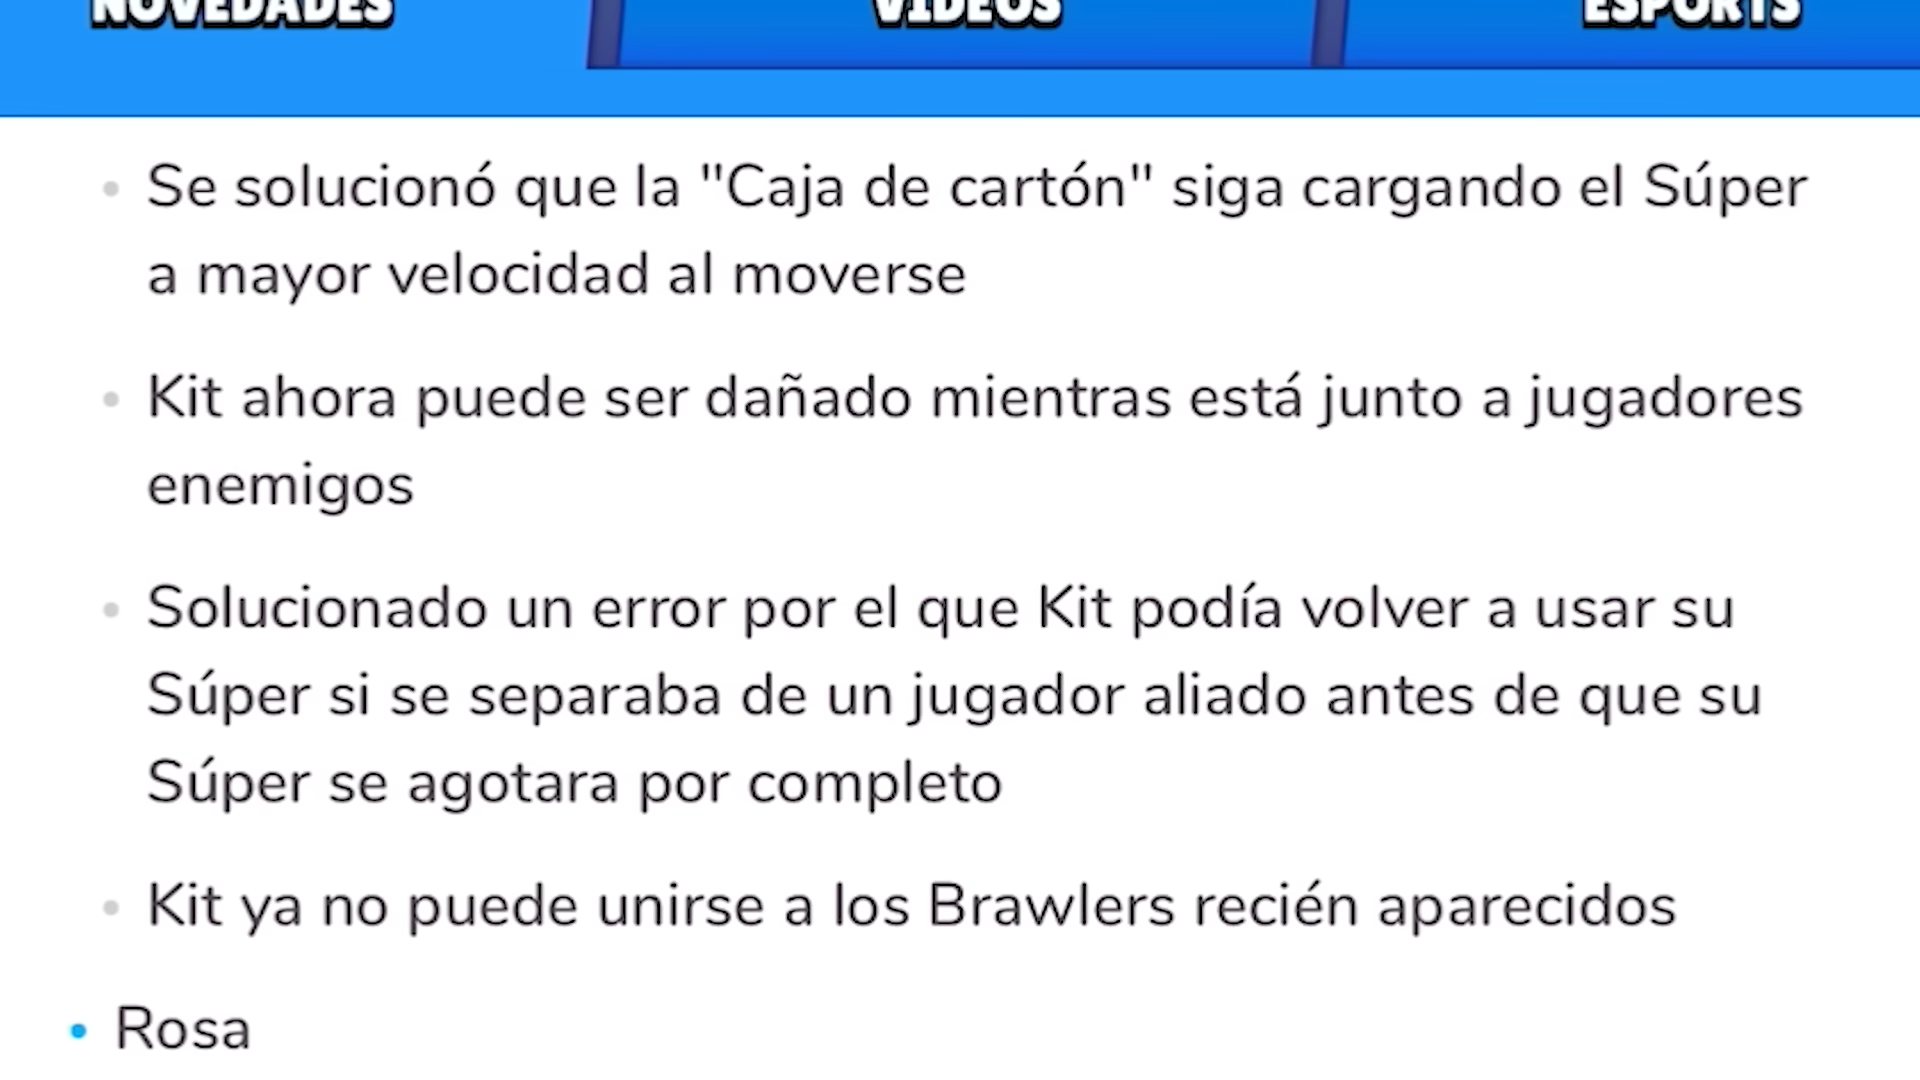 NOVEDADES VIDEOS ESPORTS
Se solucionó que la "Caja de cartón" siga cargando el Súper
a mayor velocidad al moverse
Kit ahora puede ser dañado mientras está junto a jugadores
enemigos
Solucionado un error por el que Kit podía volver a usar su
Súper si se separaba de un jugador aliado antes de que su
Súper se agotara por completo
Kit ya no puede unirse a los Brawlers recién aparecidos
Rosa